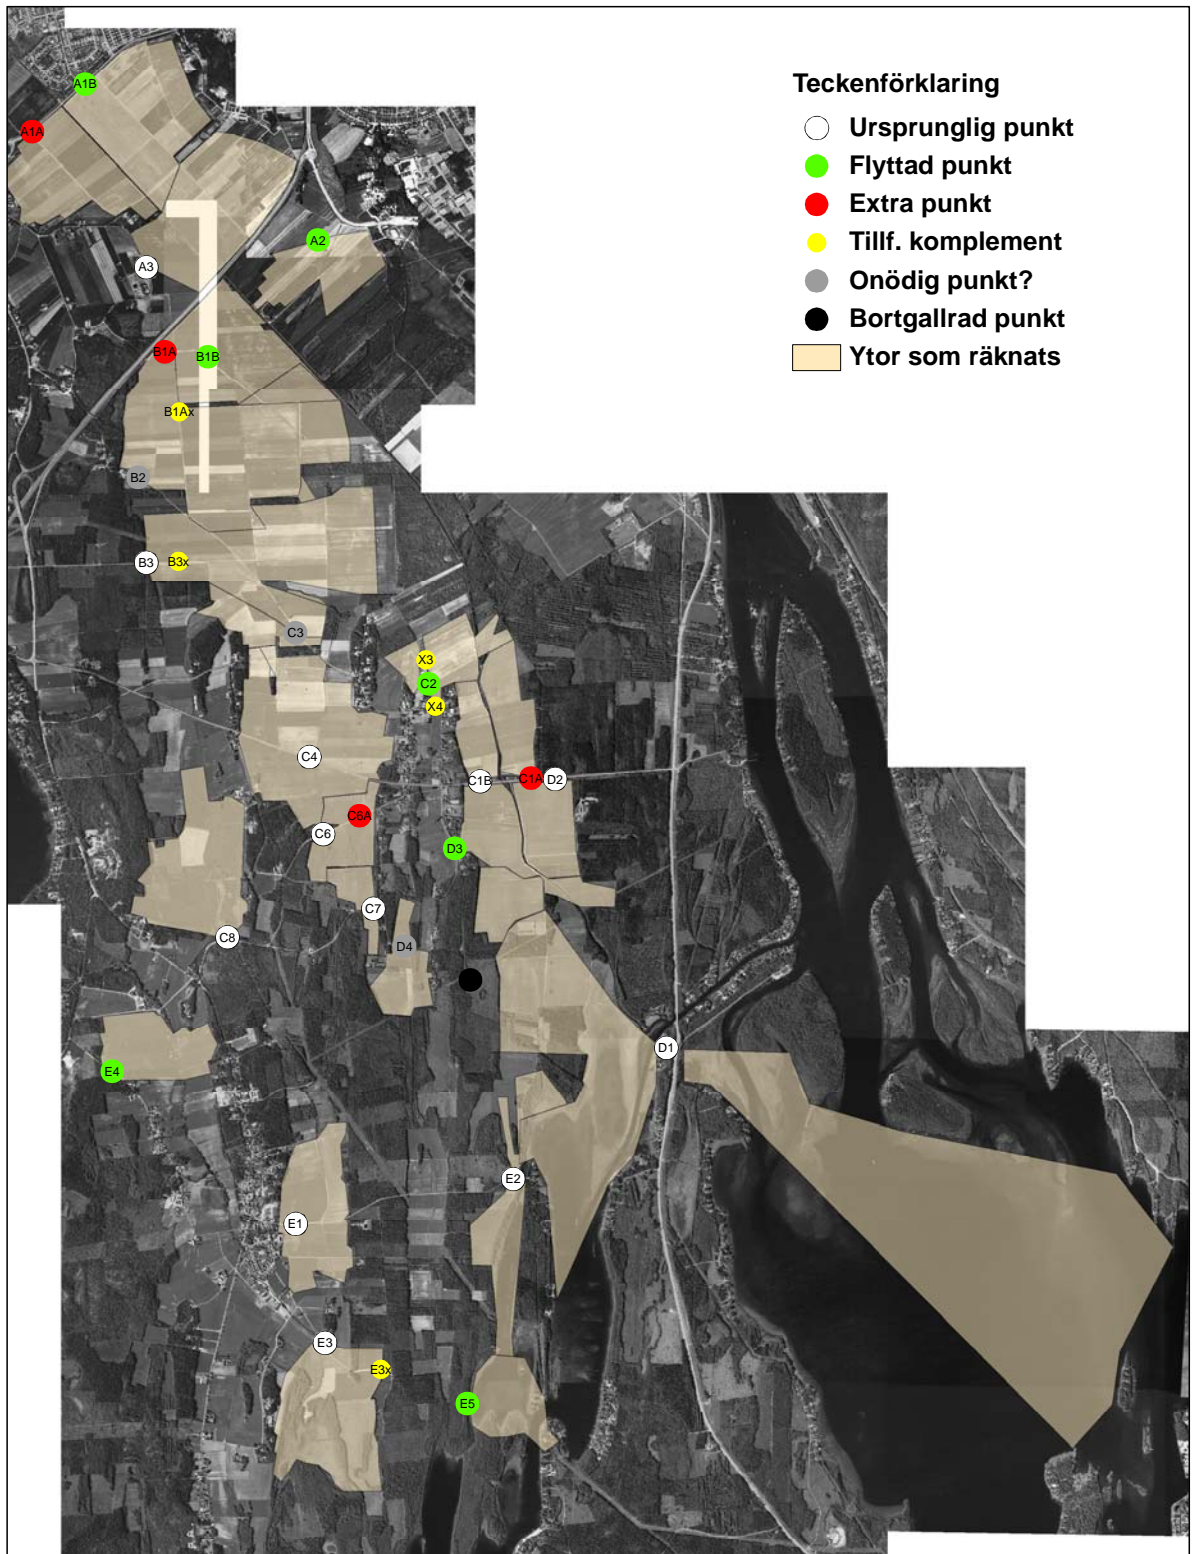 Teckenförklaring
Ursprunglig punkt
Flyttad punkt
Extra punkt
Tillf. komplement
Onödig punkt?
Bortgallrad punkt
Ytor som räknats
A1B
A1A
A2
A3
B1A
B1B
B1Ax
B2
B3
B3x
C3
X3
C2
X4
C4
C1B
C1A
D2
C6A
C6
D3
C7
C8
D4
D1
E4
E2
E1
E3
E3x
E5